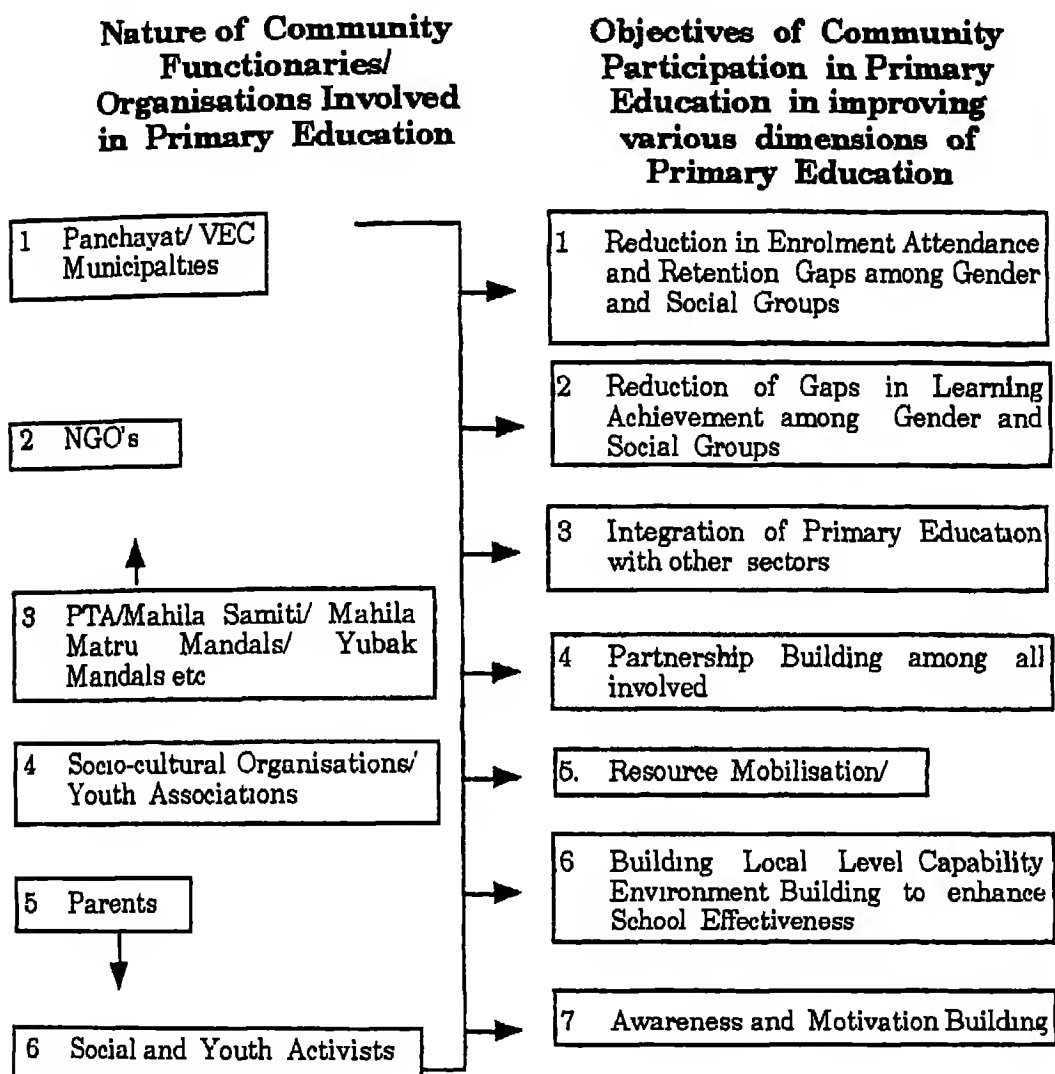 Nature of Community
Functionaries/
Organisations Involved
in Primary Education
1 Panchayat/ VEC
Municipalties
2 NGO's
3 PTA/Mahila Samiti/ Mahila
Matru Mandals/ Yubak
Mandals etc
4 Socio-cultural Organisations/
Youth Associations
5 Parents
6 Social and Youth Activists
Objectives of Community
Participation in Primary
Education in improving
various dimensions of
Primary Education
1 Reduction in Enrolment Attendance
and Retention Gaps among Gender
and Social Groups
2 Reduction of Gaps in Learning
Achievement among Gender and
Social Groups
3 Integration of Primary Education
with other sectors
4 Partnership Building among all
involved
5. Resource Mobilisation/
6 Building Local Level Capability
Environment Building to enhance
School Effectiveness
7 Awareness and Motivation Building